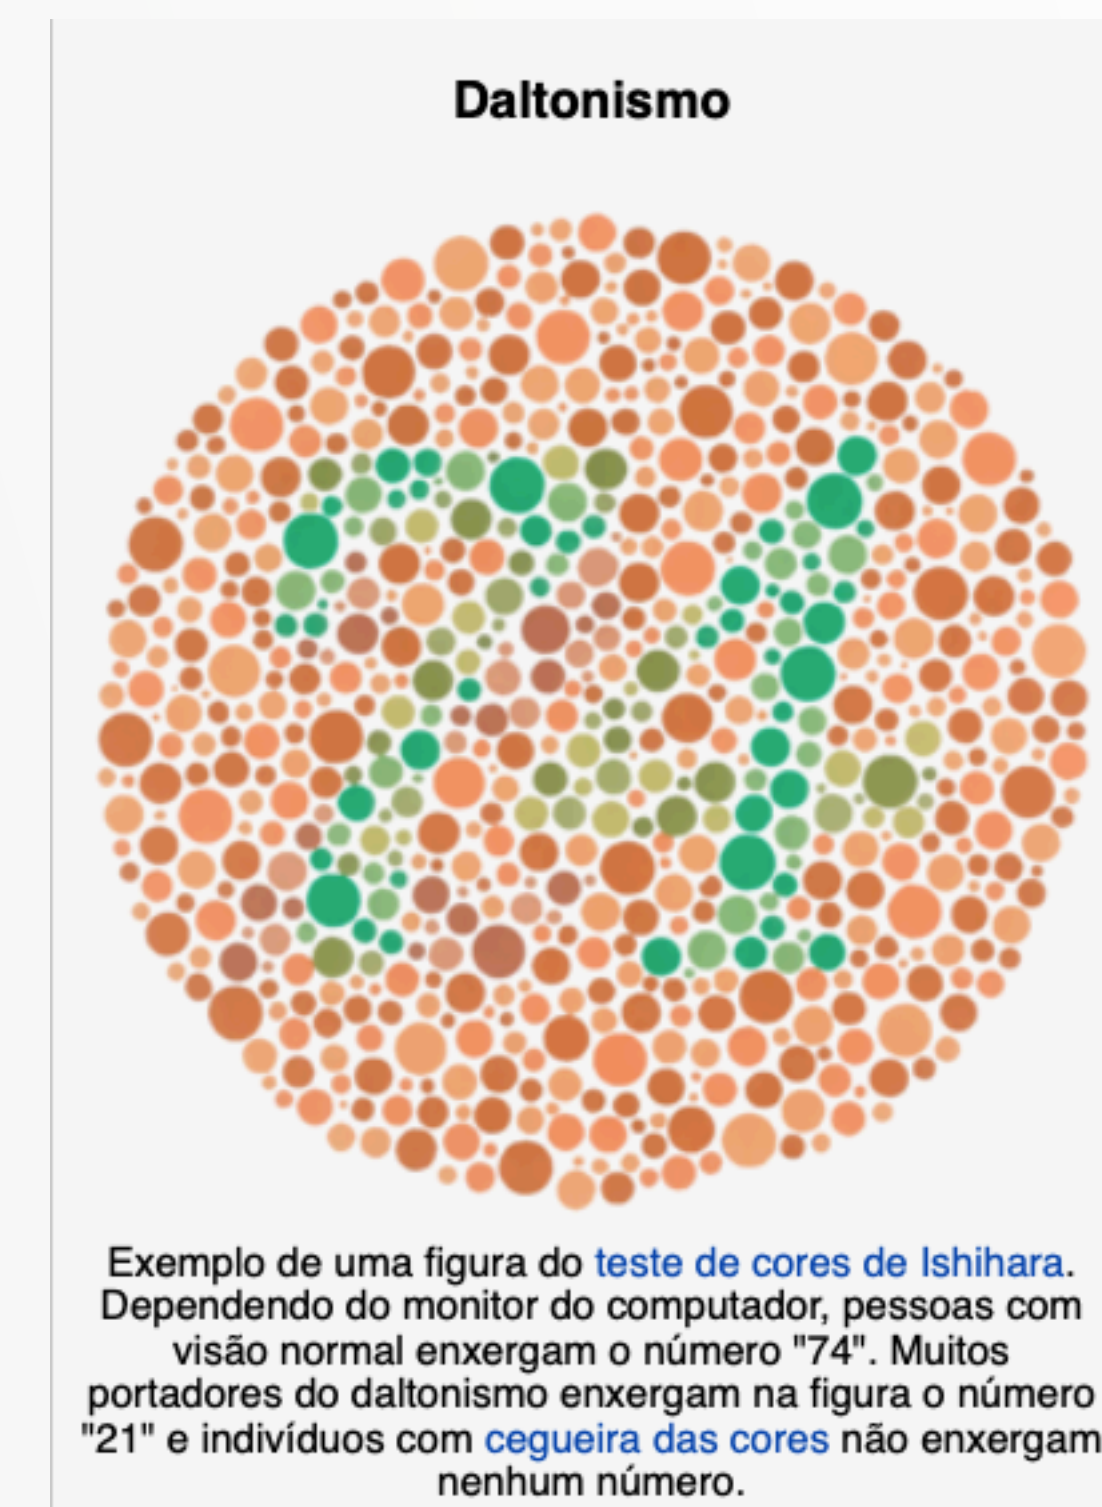 Daltonismo
74
Exemplo de uma figura do teste de cores de Ishihara.
Dependendo do monitor do computador, pessoas com
visão normal enxergam o número "74". Muitos
portadores do daltonismo enxergam na figura o número
"21" e indivíduos com cegueira das cores não enxergam
nenhum número.